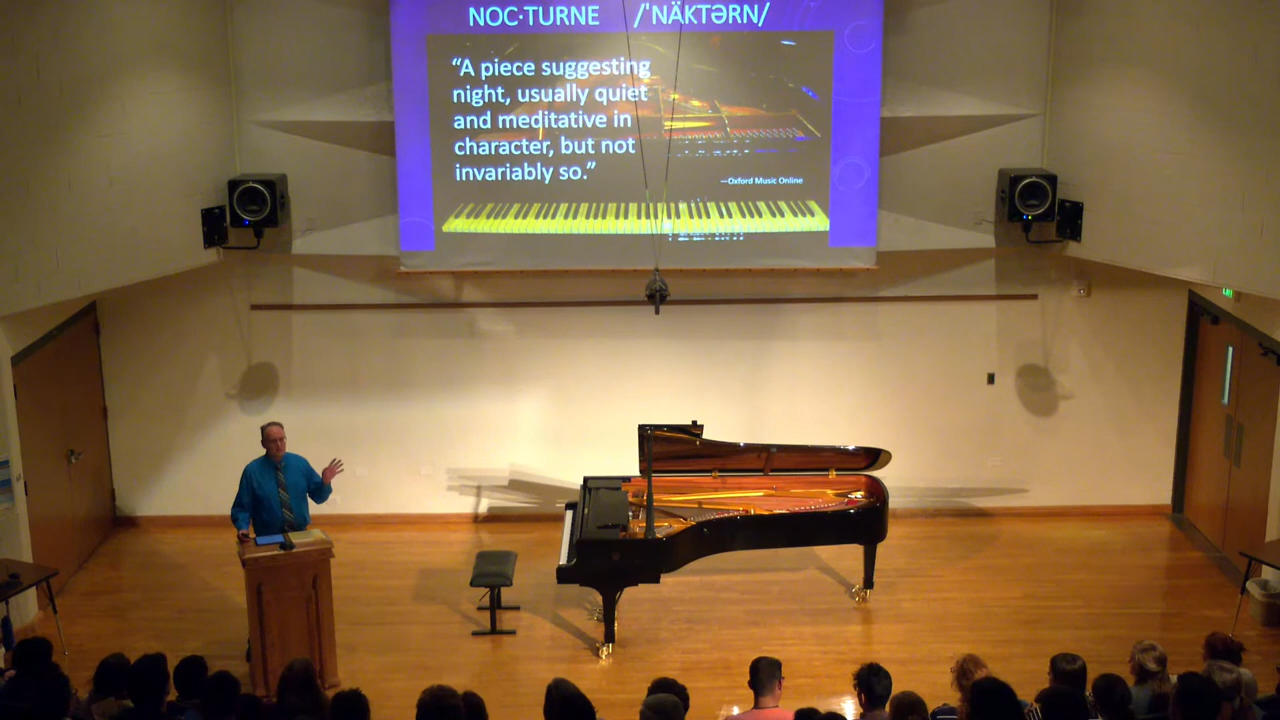 NOC·TURNE /ˈNÄKTƏRN/
“A piece suggesting
night, usually quiet
and meditative in
character, but not
invariably so.”
—Oxford Music Online